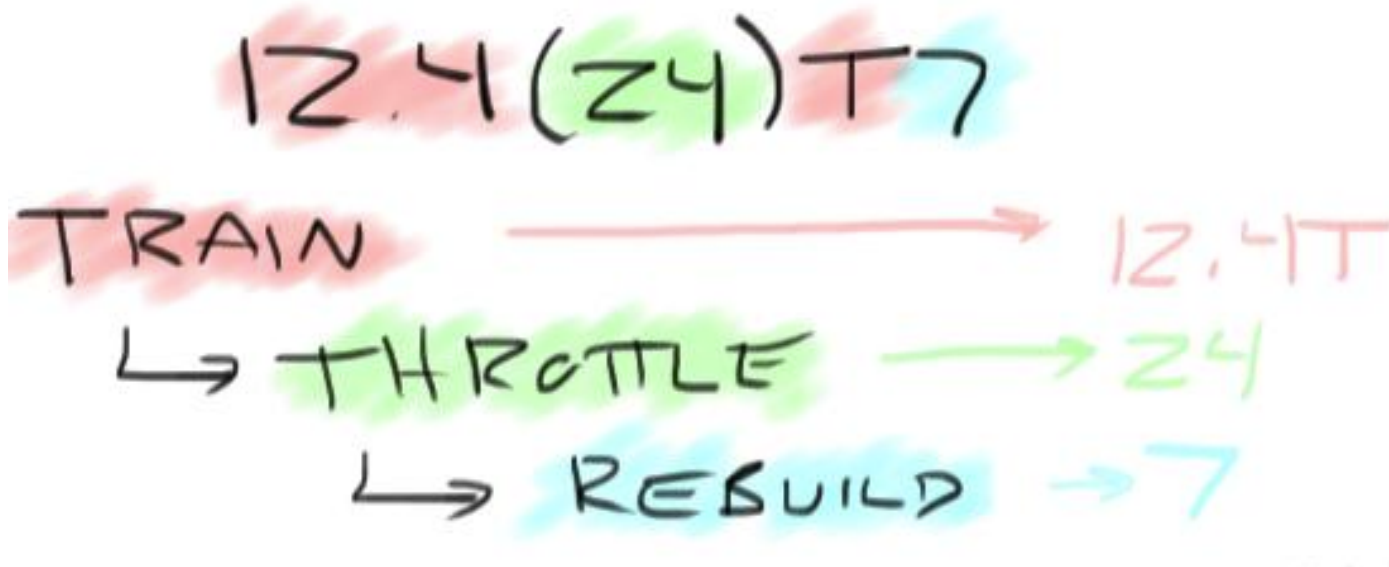 12.4(24)T7
TRAIN → 12.4T
↳ THROTTLE → 24
↳ REBUILD → 7